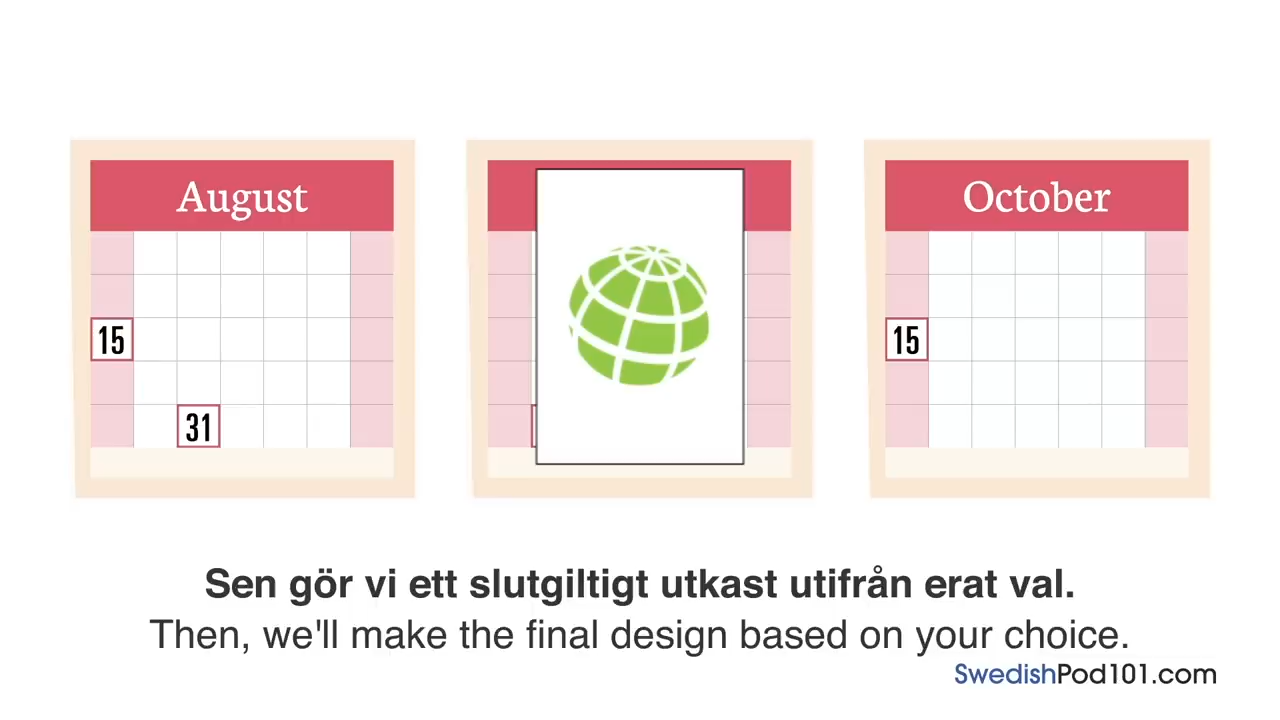 August
October
15
15
31
Sen gör vi ett slutgiltigt utkast utifrån erat val.
Then, we'll make the final design based on your choice.
SwedishPod101.com